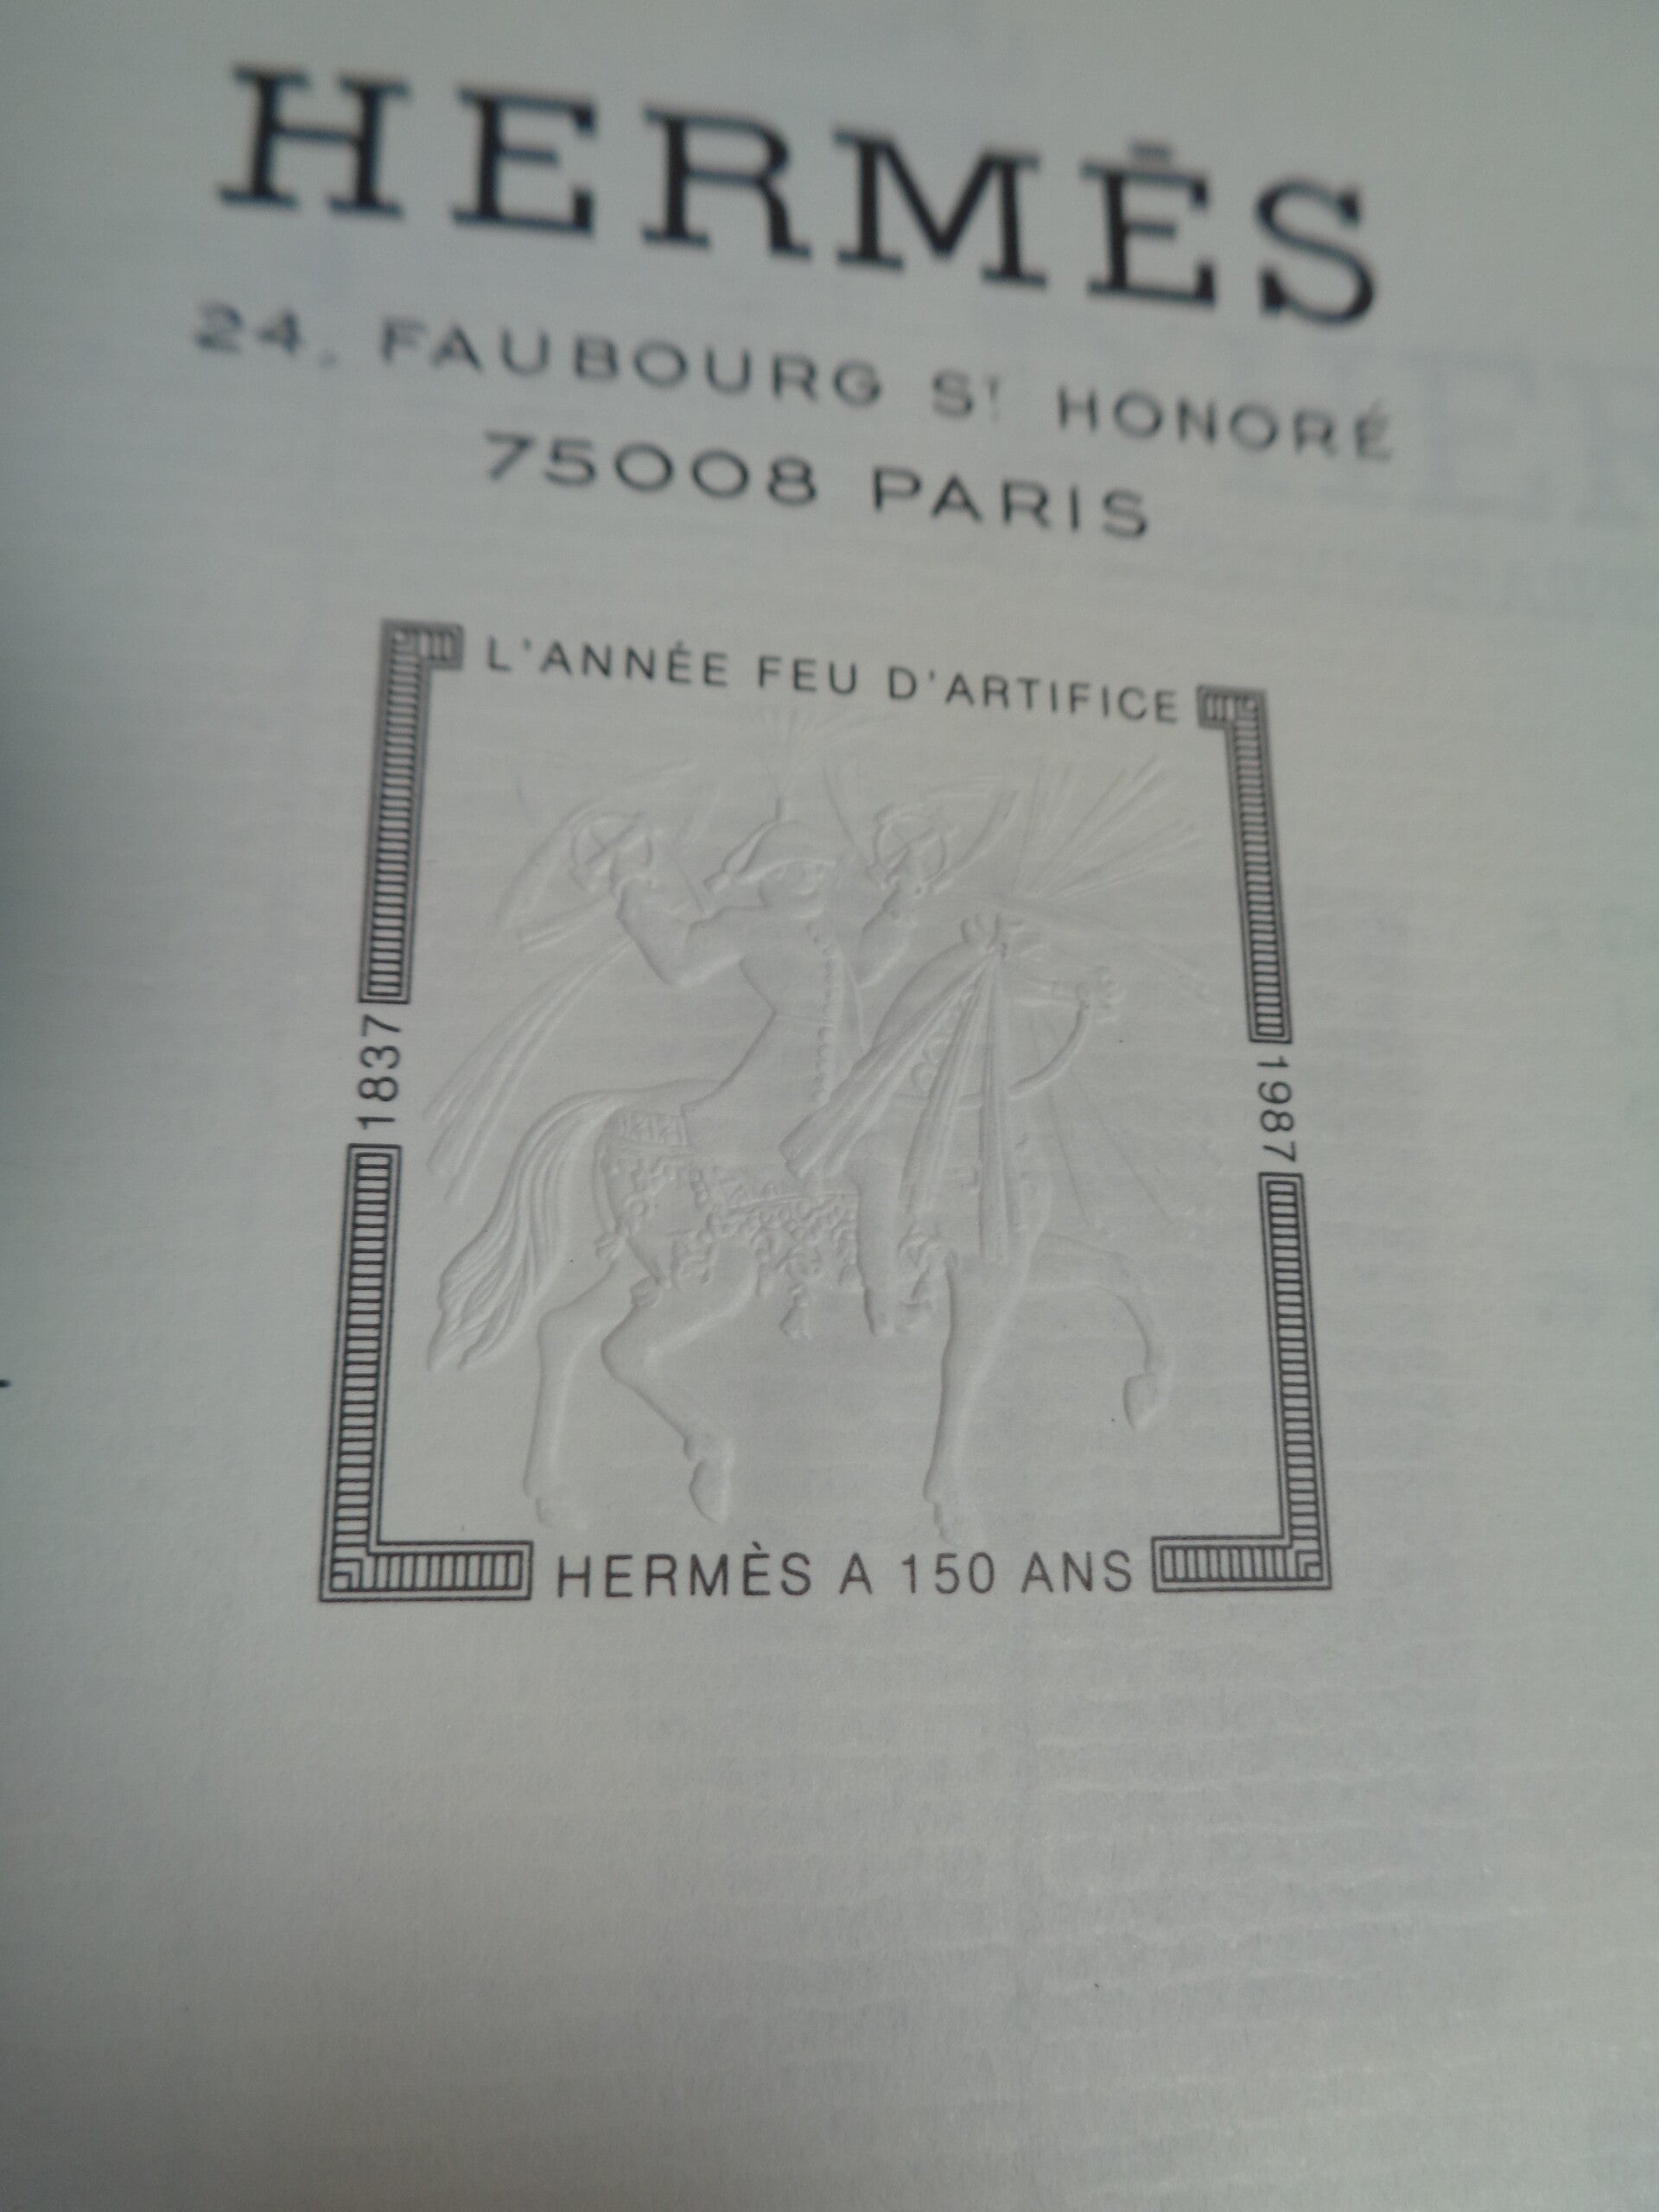 HERMÈS
24, FAUBOURG St HONORÉ
75008 PARIS
L'ANNÉE FEU D'ARTIFICE
1837
1987
HERMÈS A 150 ANS